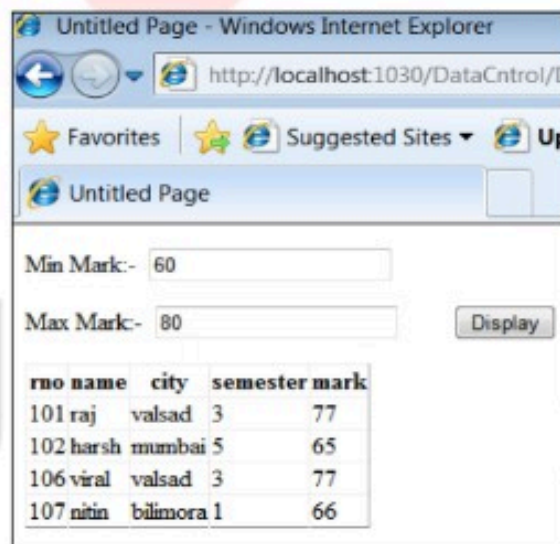 Untitled Page - Windows Internet Explorer
http://localhost:1030/DataCntrol/
Favorites Suggested Sites
Untitled Page
Min Mark:- 60
Max Mark:- 80 Display
rno name city semester mark
101 raj valsad 3 77
102 harsh mumbai 5 65
106 viral valsad 3 77
107 nitin bilimora 1 66